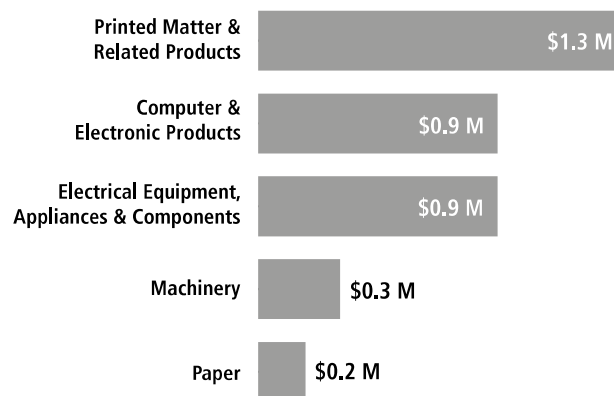 Printed Matter &
Related Products
$1.3 M
Computer &
Electronic Products
$0.9 M
Electrical Equipment,
Appliances & Components
$0.9 M
Machinery
$0.3 M
Paper
$0.2 M